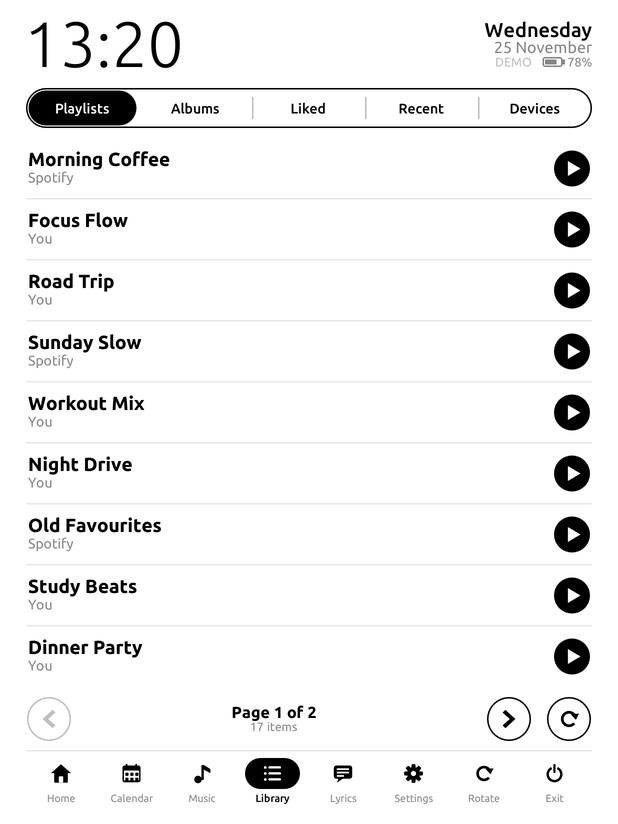 13:20
Wednesday
25 November
DEMO 78%
Playlists Albums Liked Recent Devices
Morning Coffee
Spotify
Focus Flow
You
Road Trip
You
Sunday Slow
Spotify
Workout Mix
You
Night Drive
You
Old Favourites
Spotify
Study Beats
You
Dinner Party
You
Page 1 of 2
17 items
Home Calendar Music Library Lyrics Settings Rotate Exit